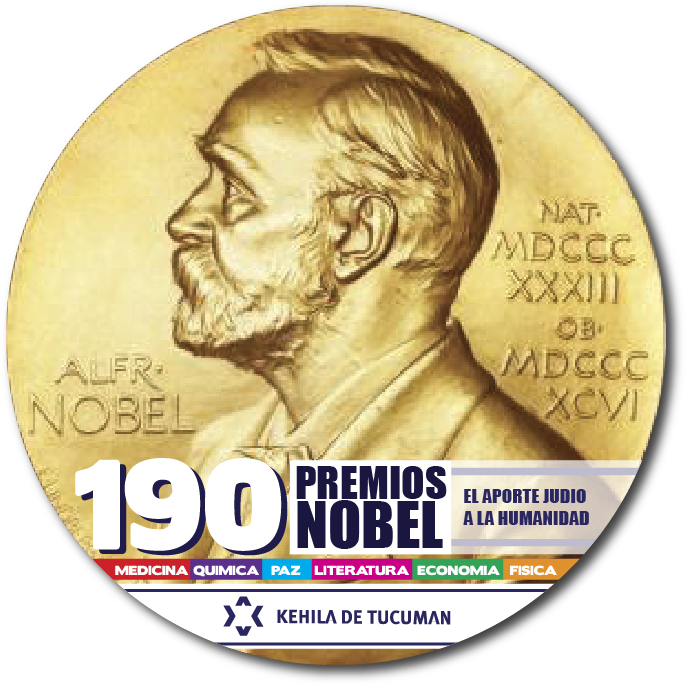 NAT·
MDCCC
XXXIII
OB·
MDCCC
XCVI
ALFR·
NOBEL
190 PREMIOS NOBEL
EL APORTE JUDIO
A LA HUMANIDAD
MEDICINA QUIMICA PAZ LITERATURA ECONOMIA FISICA
KEHILA DE TUCUMAN